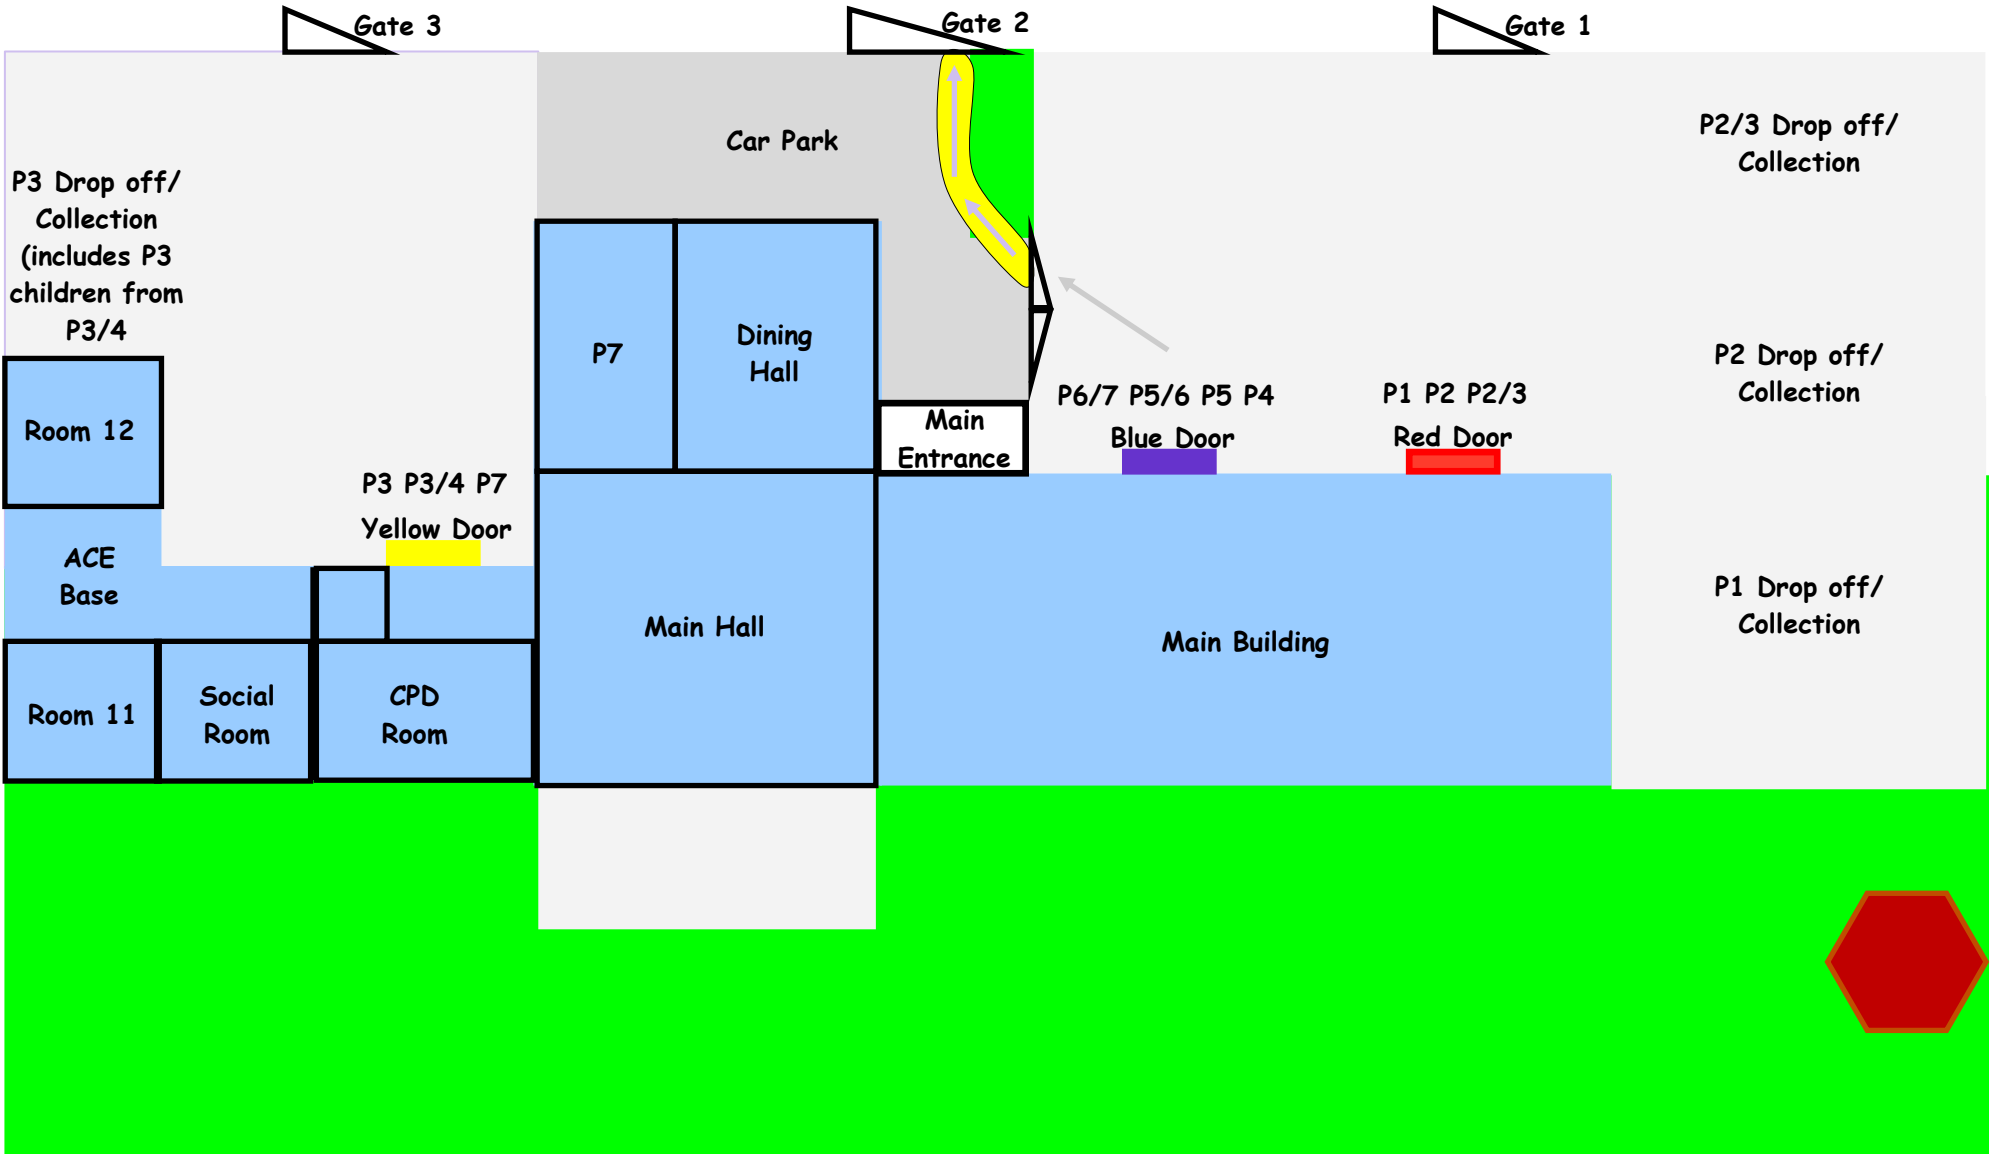 Gate 3
Gate 2
Gate 1
Car Park
P2/3 Drop off/
Collection
P3 Drop off/
Collection
(includes P3
children from
P3/4
P7
Dining
Hall
P2 Drop off/
Collection
Room 12
Main
Entrance
P6/7 P5/6 P5 P4
Blue Door
P1 P2 P2/3
Red Door
P3 P3/4 P7
Yellow Door
ACE
Base
Main Hall
Main Building
P1 Drop off/
Collection
Room 11
Social
Room
CPD
Room